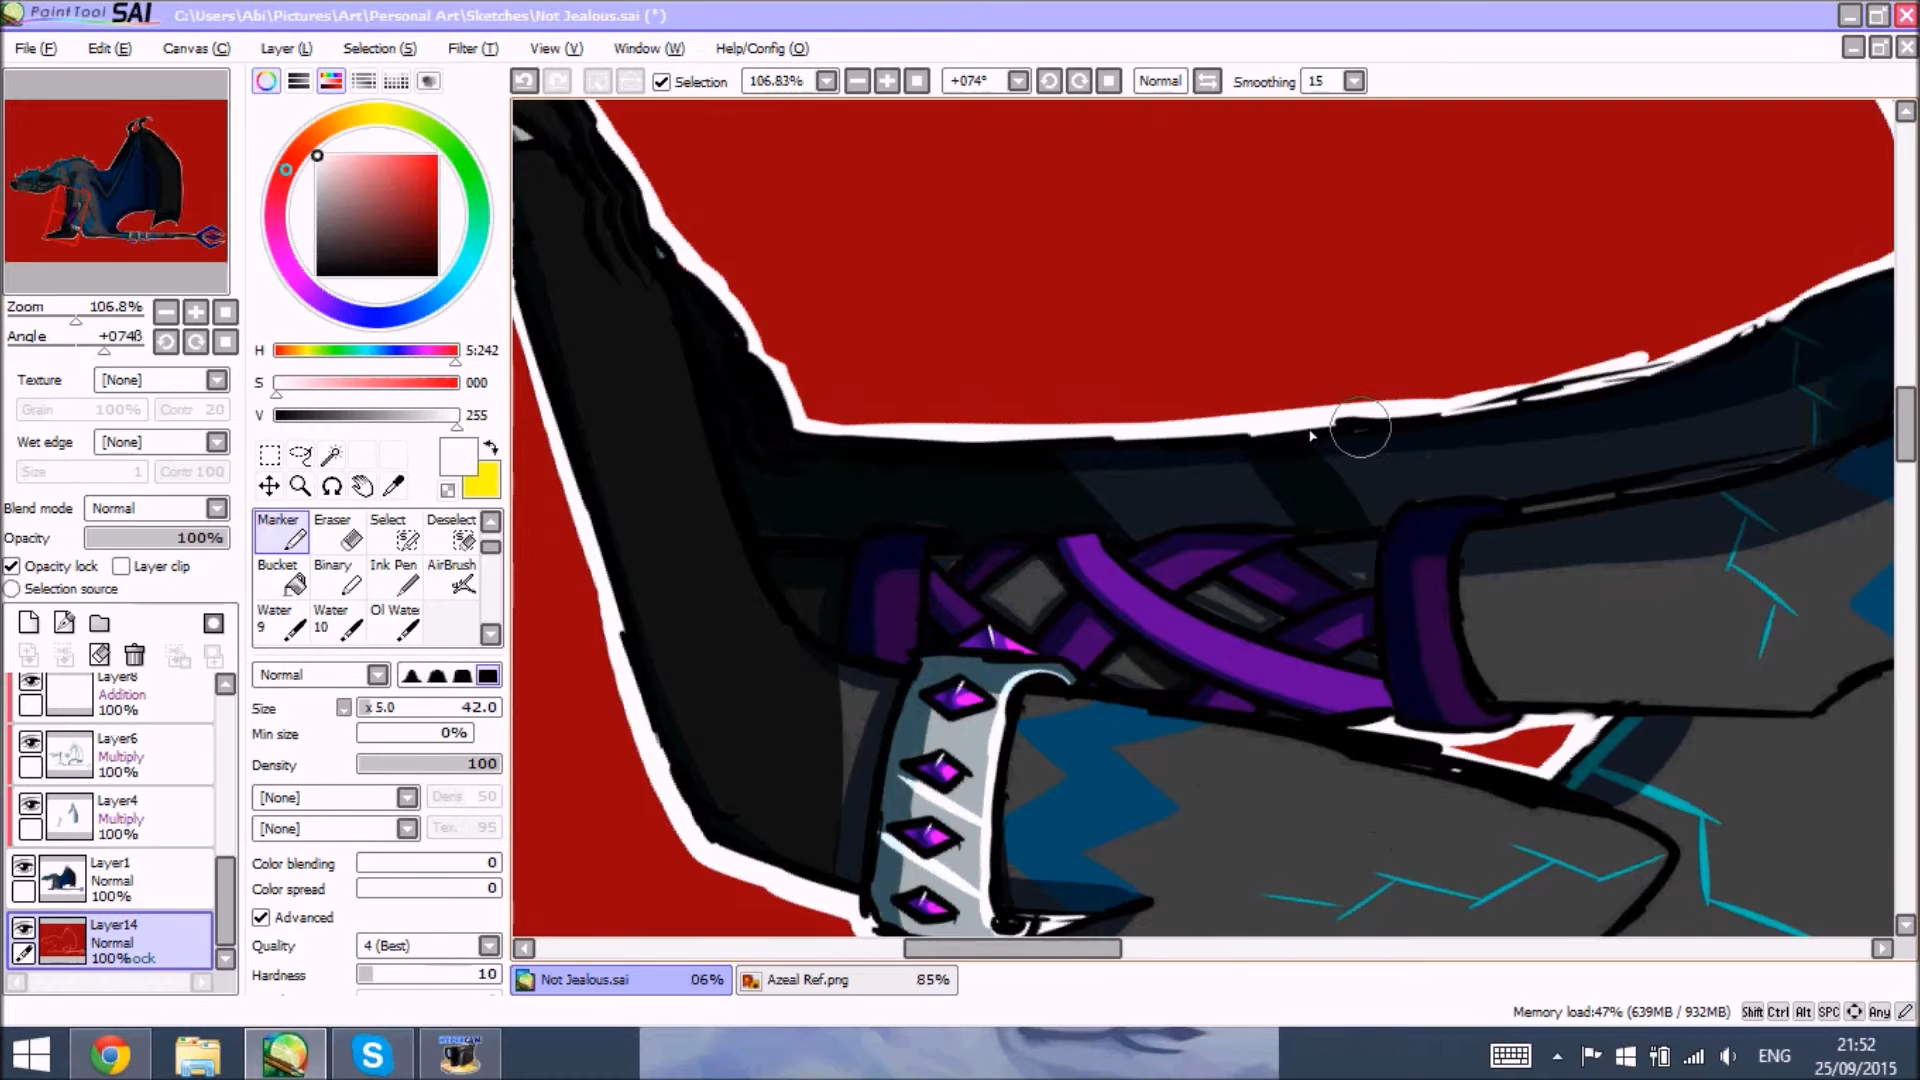 PaintTool SAI C:\Users\Abi\Pictures\Art\Personal Art\Sketches\Not Jealous.sai (*)
File (F) Edit (E) Canvas (C) Layer (L) Selection (S) Filter (T) View (V) Window (W) Help/Config (O)
Selection 106.83% +074° Normal Smoothing 15
Zoom 106.8%
Angle +074ß
Texture [None]
Grain 100% Contr 20
Wet edge [None]
Size 1 Contr 100
Blend mode Normal
Opacity 100%
Opacity lock Layer clip
Selection source
Layer8
Addition
100%
Layer6
Multiply
100%
Layer4
Multiply
100%
Layer1
Normal
100%
Layer14
Normal
100%ock
H 5:242
S 000
V 255
Marker Eraser Select Deselect
Bucket Binary Ink Pen AirBrush
Water 9 Water 10 Oil Wate
Normal
Size x 5.0 42.0
Min size 0%
Density 100
[None] Dens 50
[None] Tex. 95
Color blending 0
Color spread 0
Advanced
Quality 4 (Best)
Hardness 10
Not Jealous.sai 06% Azeal Ref.png 85%
Memory load:47% (639MB / 932MB) Shift Ctrl Alt SPC Any
HYPERCAM
ENG
21:52
25/09/2015